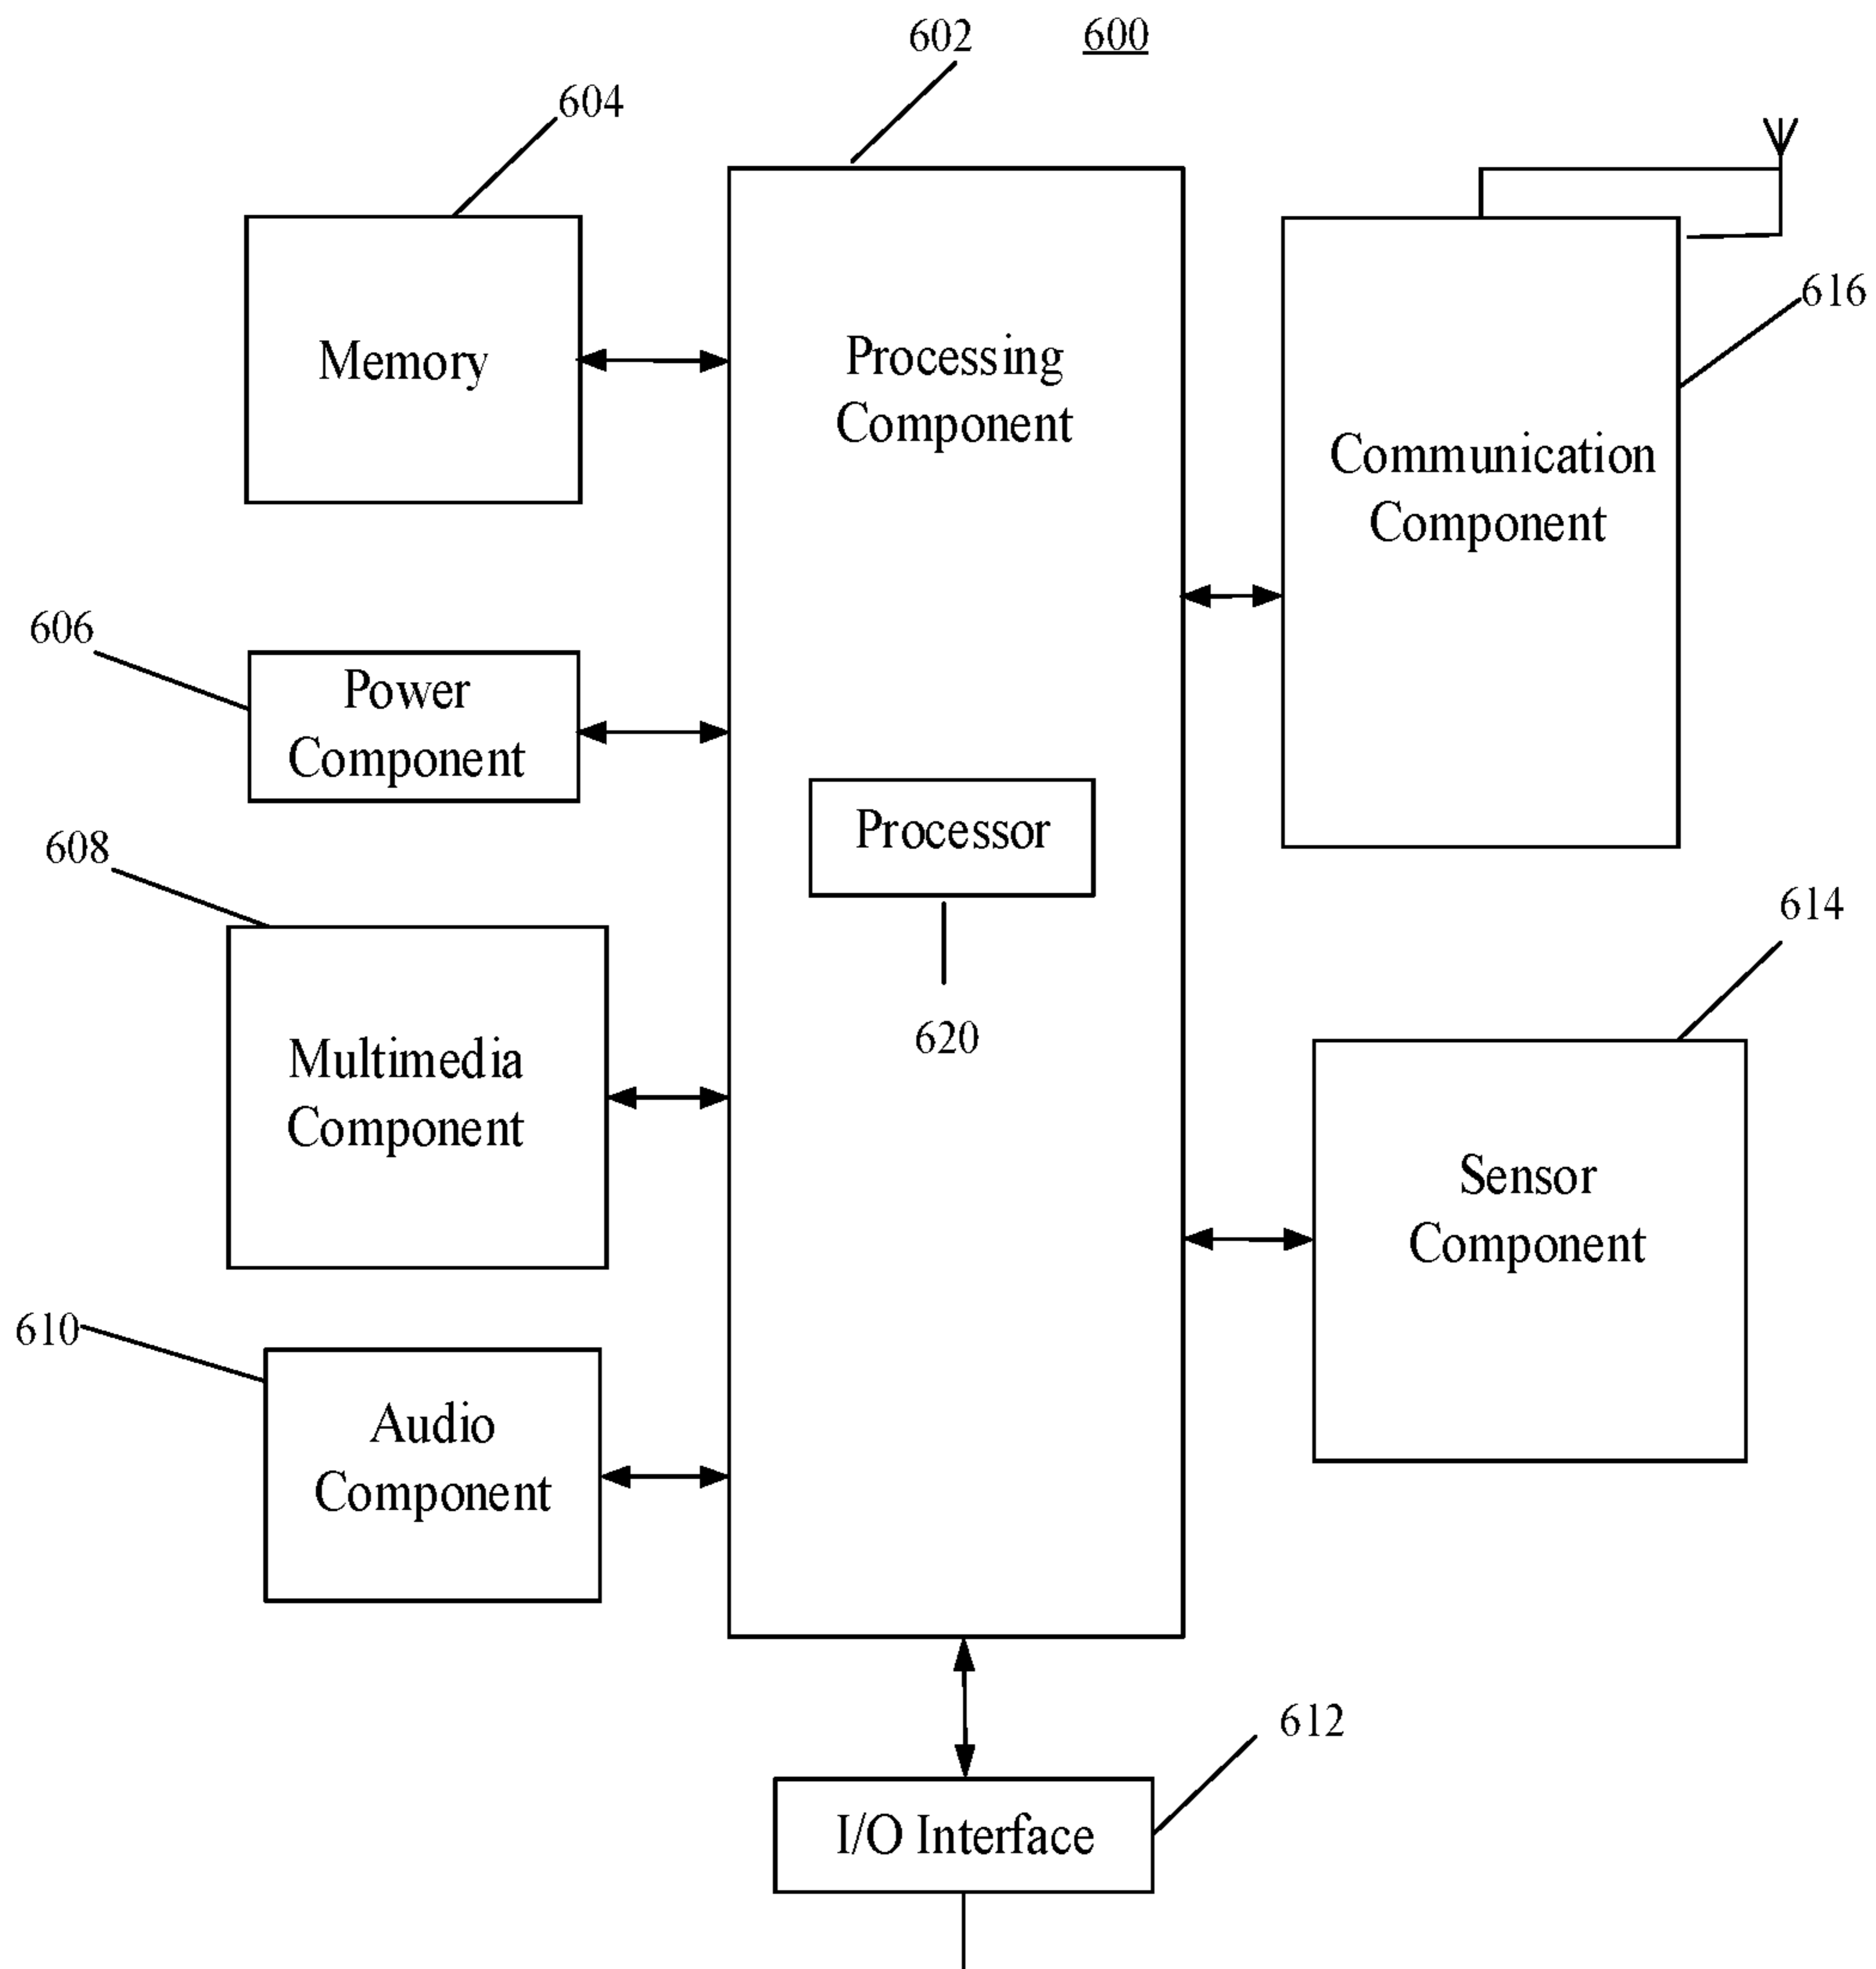 602
600
604
616
Memory
Processing
Component
Communication
Component
606
Power
Component
608
Processor
614
620
Multimedia
Component
Sensor
Component
610
Audio
Component
612
I/O Interface